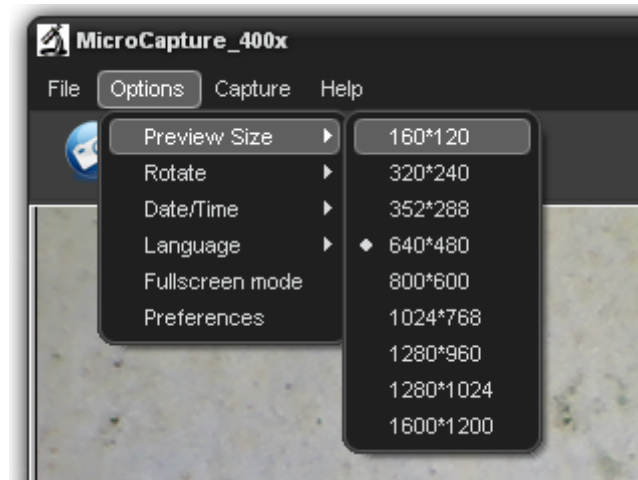 MicroCapture_400x
File Options Capture Help
Preview Size
Rotate
Date/Time
Language
Fullscreen mode
Preferences
160*120
320*240
352*288
640*480
800*600
1024*768
1280*960
1280*1024
1600*1200